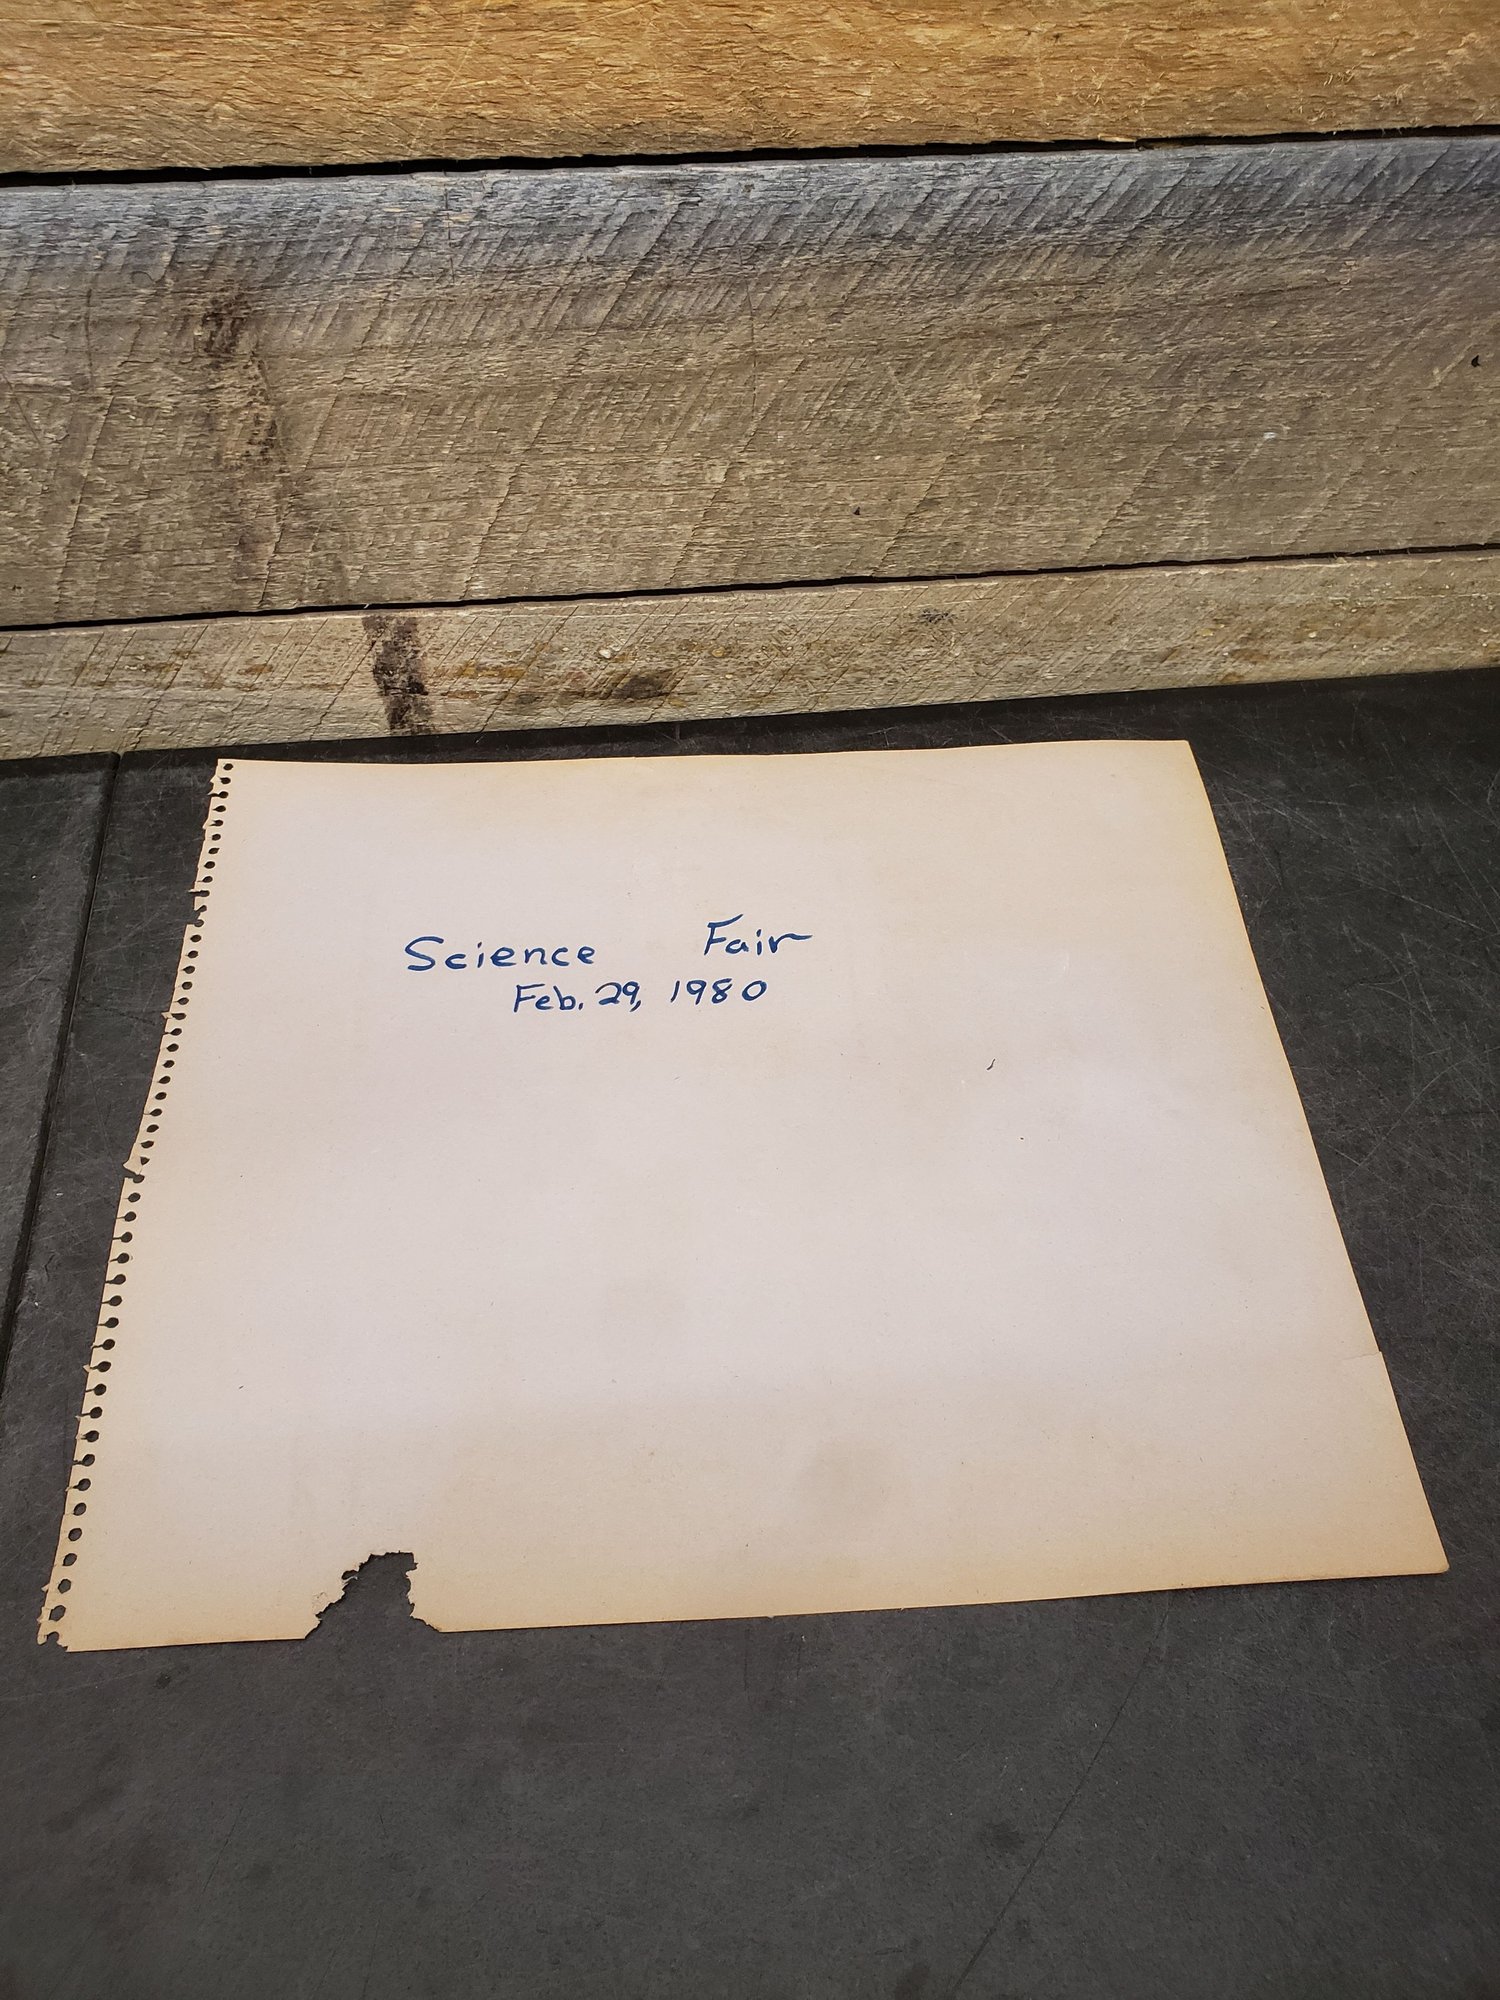 Science Fair
Feb. 29, 1980